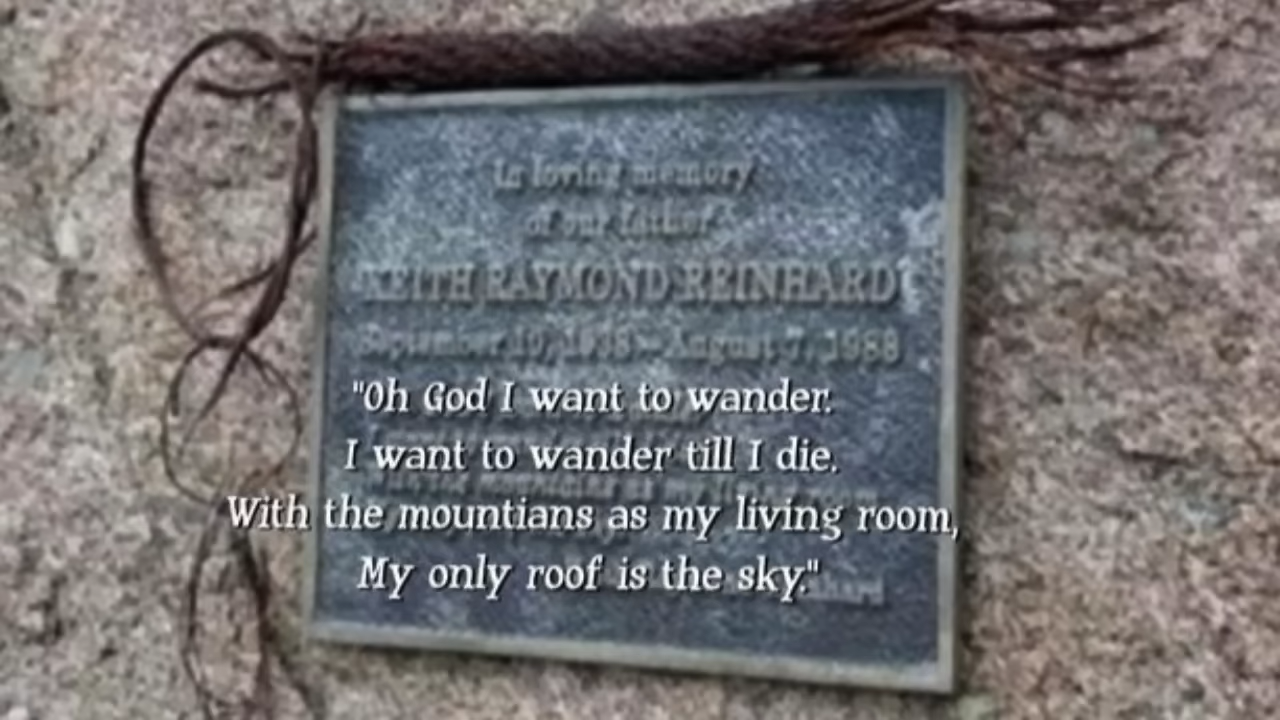 In loving memory
of our father
KEITH RAYMOND REINHARD
September 10, 1938 – August 7, 1988
"Oh God I want to wander.
I want to wander till I die.
With the mountians as my living room,
My only roof is the sky."